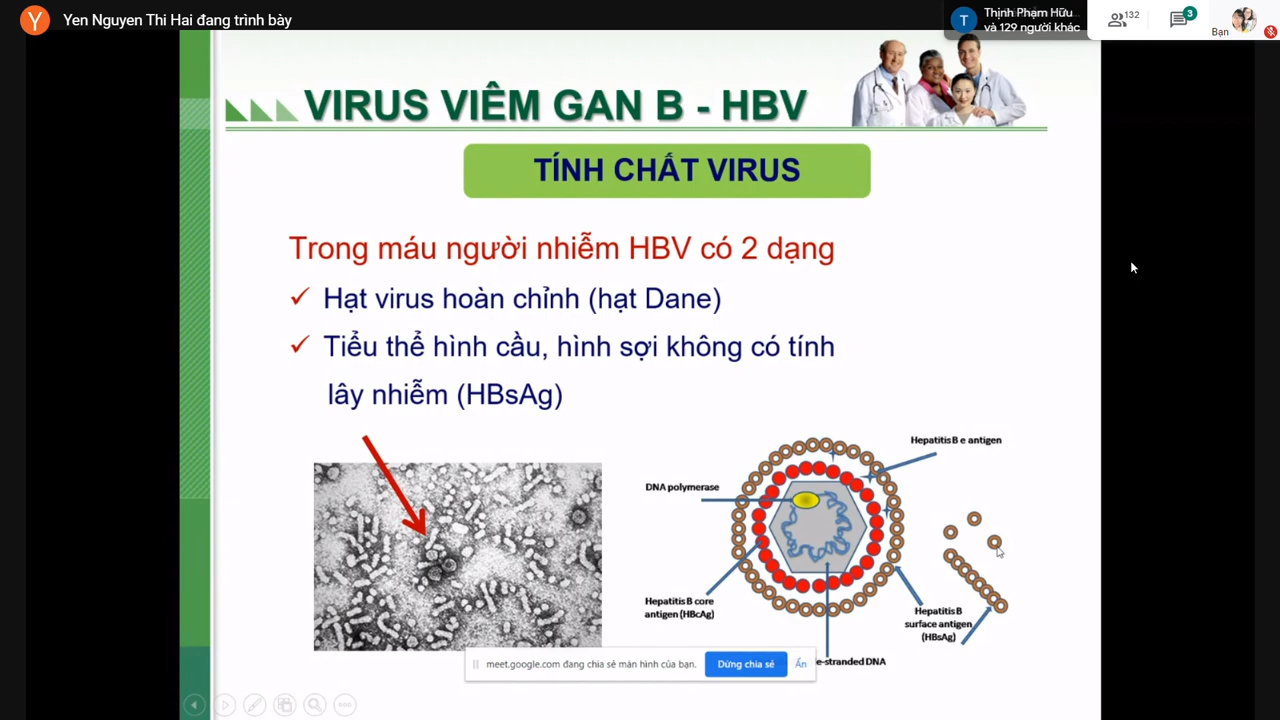 Y
Yen Nguyen Thi Hai đang trình bày
T
Thịnh Phạm Hữu...
và 129 người khác
132
3
Bạn
VIRUS VIÊM GAN B - HBV
TÍNH CHẤT VIRUS
Trong máu người nhiễm HBV có 2 dạng
Hạt virus hoàn chỉnh (hạt Dane)
Tiểu thể hình cầu, hình sợi không có tính
lây nhiễm (HBsAg)
Hepatitis B e antigen
DNA polymerase
Hepatitis B core
antigen (HBcAg)
Hepatitis B
surface antigen
(HBsAg)
e-stranded DNA
meet.google.com đang chia sẻ màn hình của bạn.
Dừng chia sẻ
Ẩn